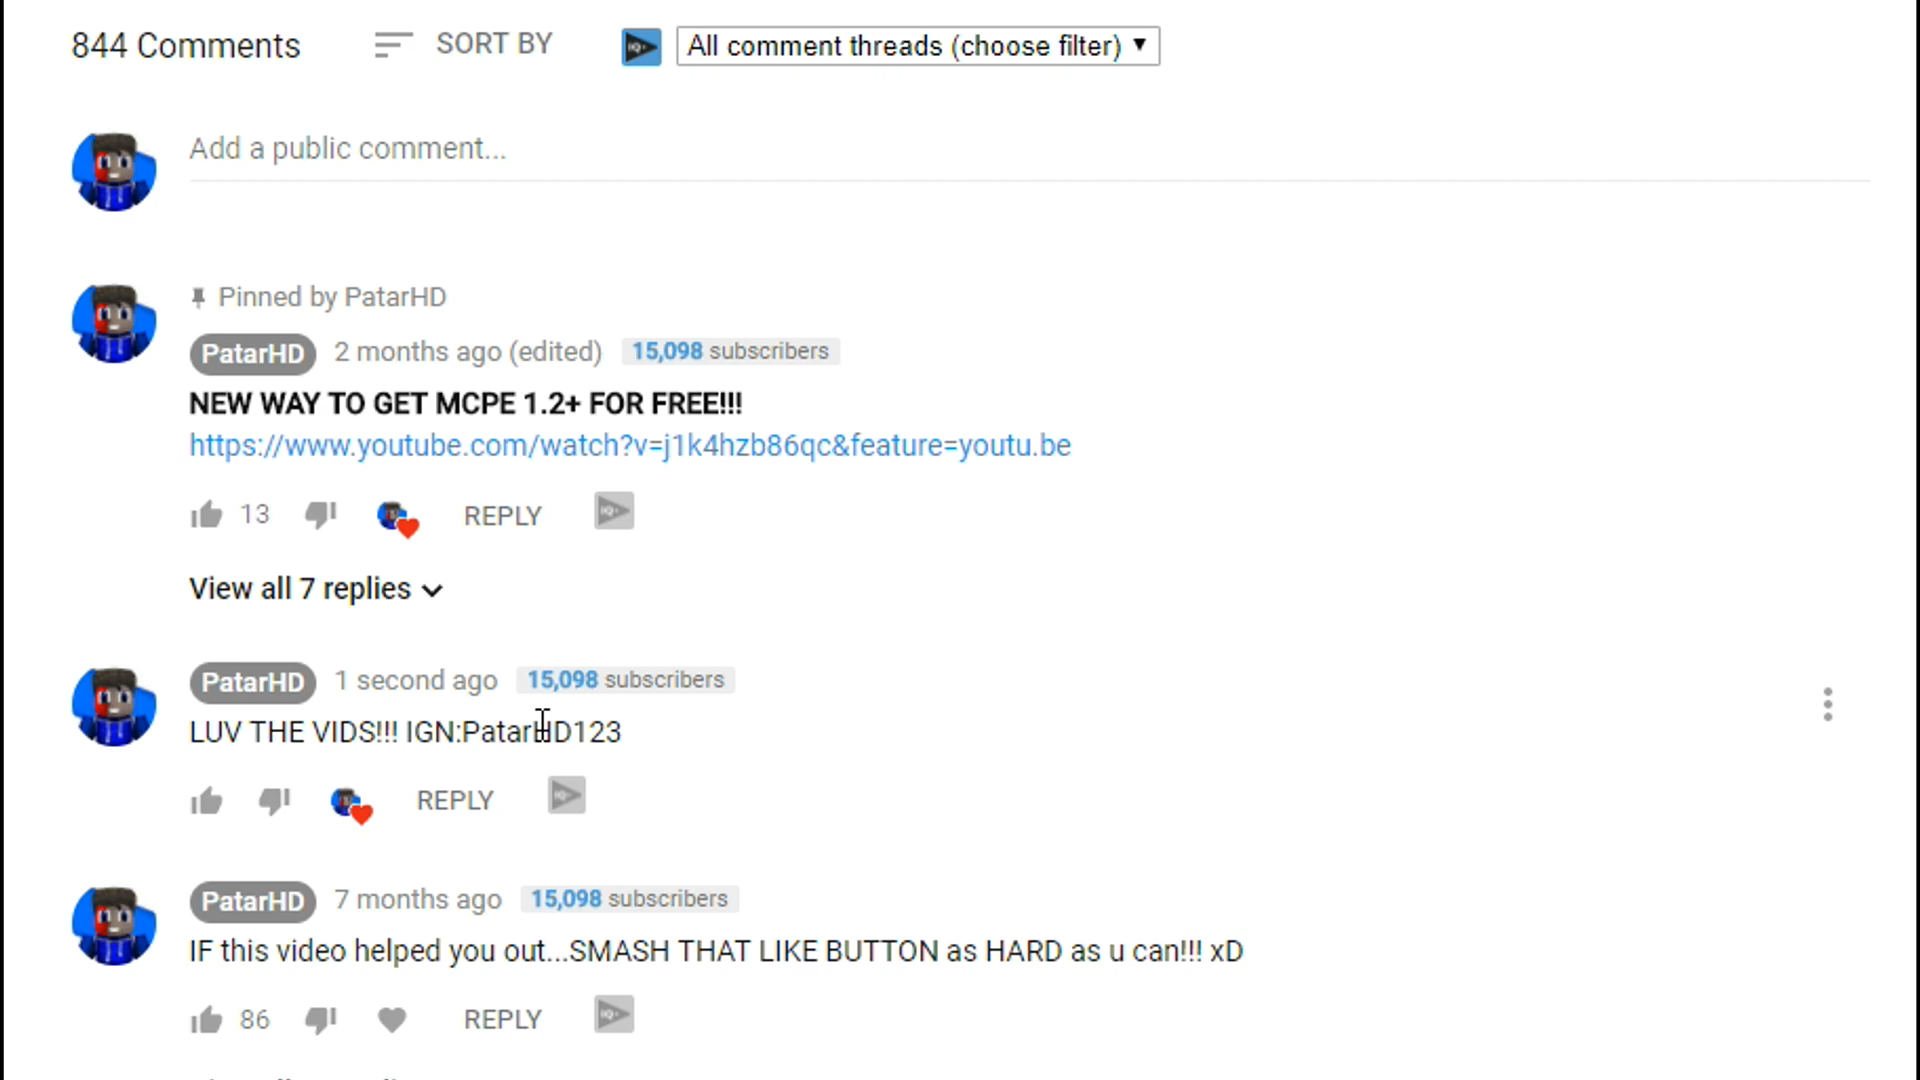 844 Comments SORT BY All comment threads (choose filter)
Add a public comment...
Pinned by PatarHD
PatarHD 2 months ago (edited) 15,098 subscribers
NEW WAY TO GET MCPE 1.2+ FOR FREE!!!
https://www.youtube.com/watch?v=j1k4hzb86qc&feature=youtu.be
13 REPLY
View all 7 replies
PatarHD 1 second ago 15,098 subscribers
LUV THE VIDS!!! IGN:PatarHD123
REPLY
PatarHD 7 months ago 15,098 subscribers
IF this video helped you out...SMASH THAT LIKE BUTTON as HARD as u can!!! xD
86 REPLY